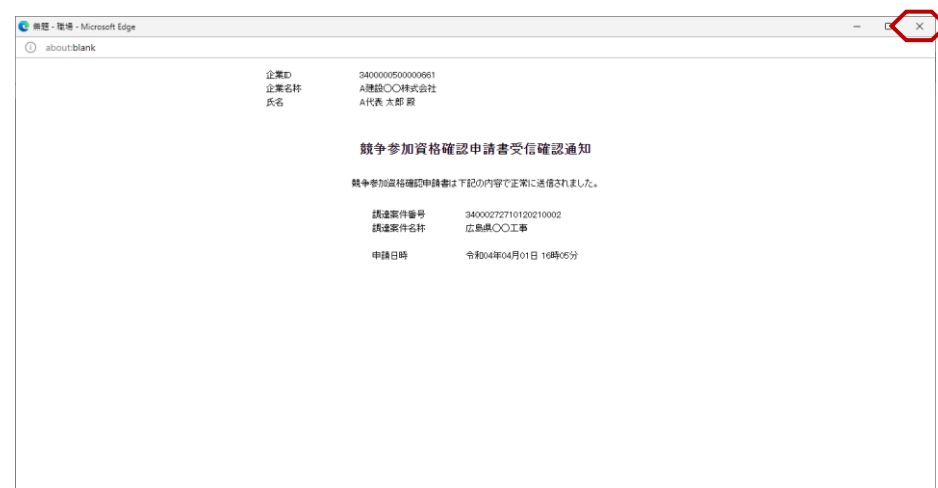 無題 - 職場 - Microsoft Edge
about:blank
企業ID 3400000500000661
企業名称 A建設〇〇株式会社
氏名 A代表 太郎 殿
競争参加資格確認申請書受信確認通知
競争参加資格確認申請書は下記の内容で正常に送信されました。
調達案件番号 34000272710120210002
調達案件名称 広島県〇〇工事
申請日時 令和04年04月01日 16時05分